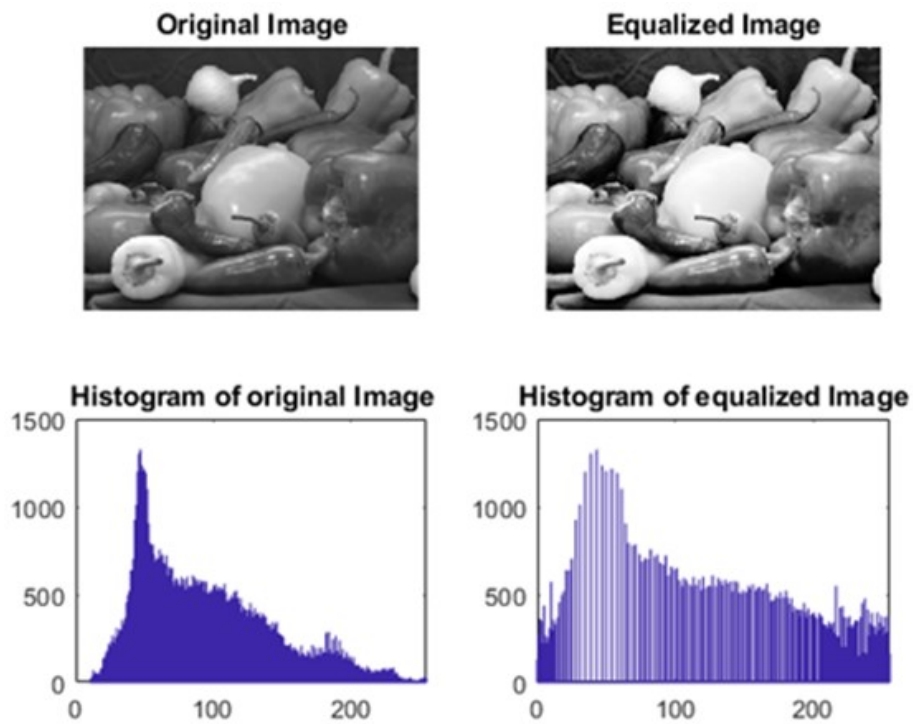 Original Image
Equalized Image
Histogram of original Image
1500
1000
500
0
0 100 200
Histogram of equalized Image
1500
1000
500
0
0 100 200